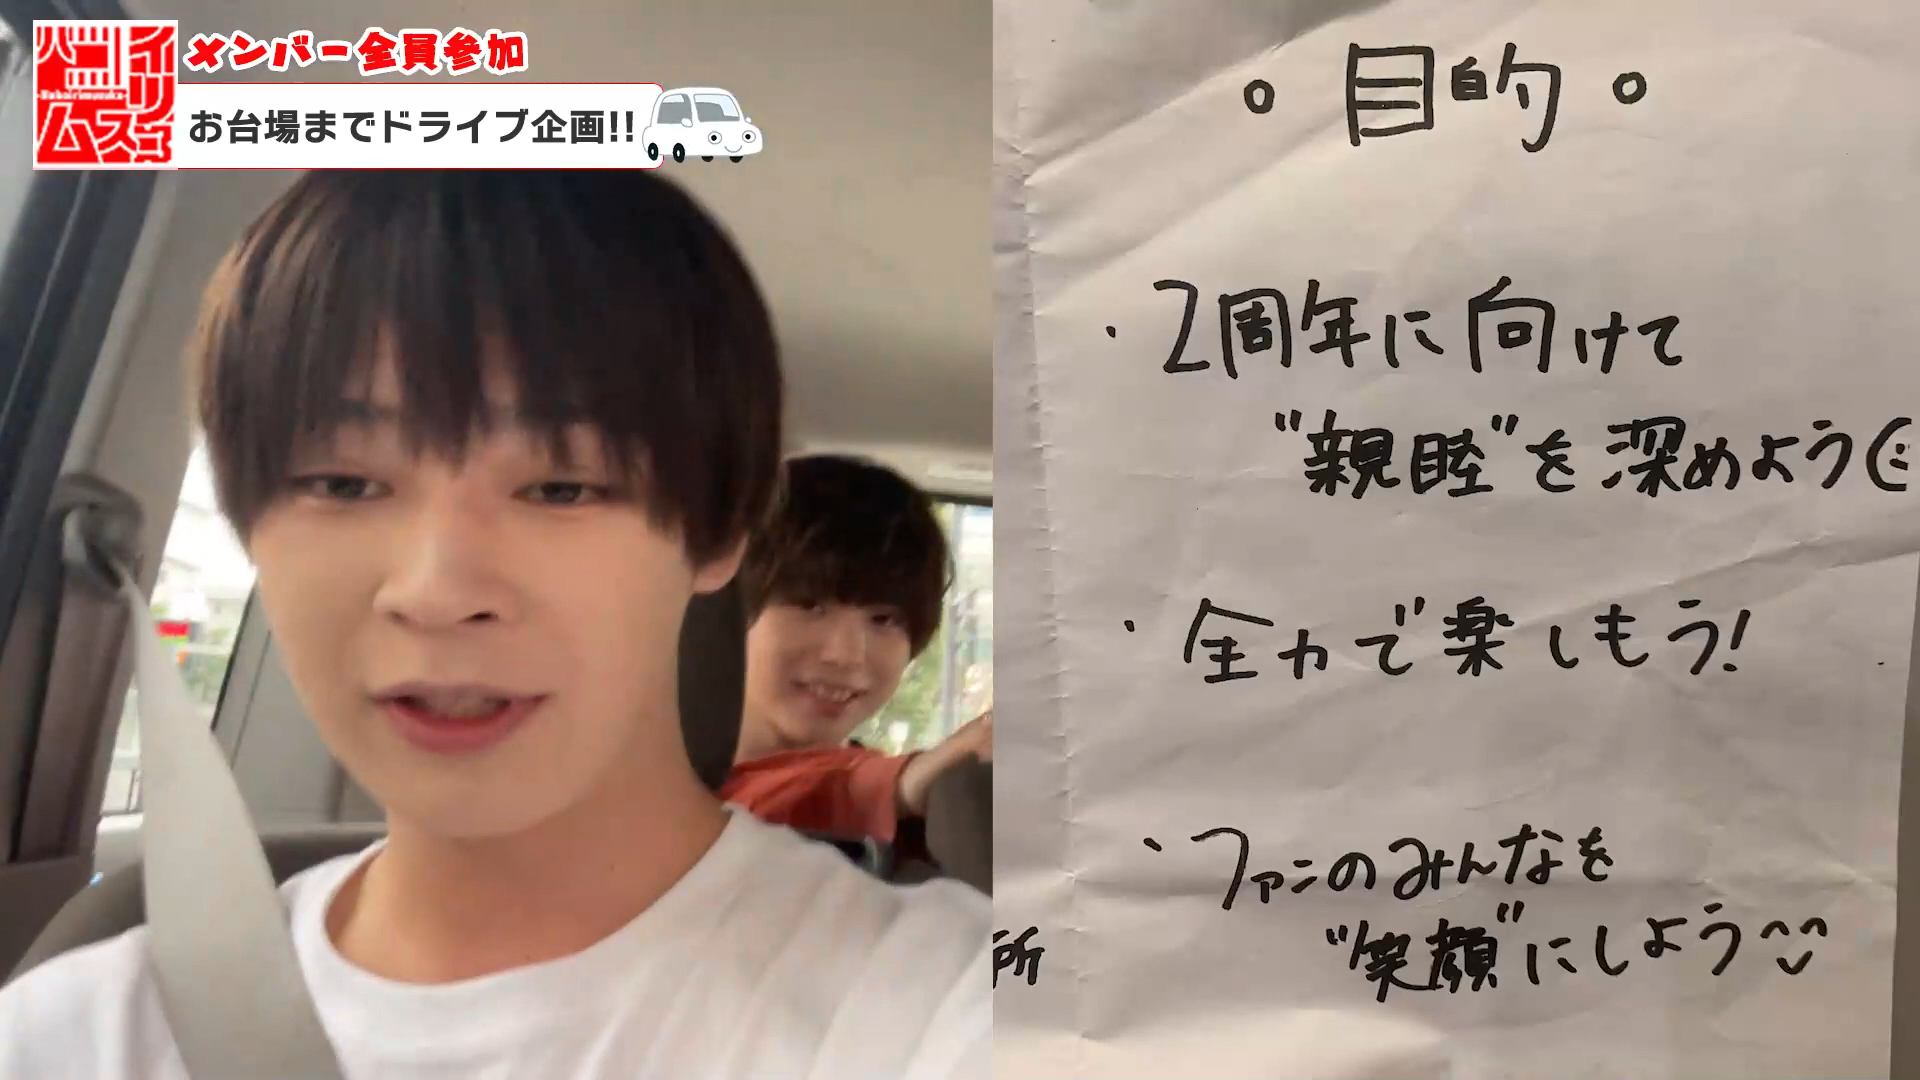 メンバー全員参加
お台場までドライブ企画!!
。目的。
・2周年に向けて
"親睦"を深めよう
・全力で楽しもう!
・ファンのみんなを
"笑顔"にしよう^^
所